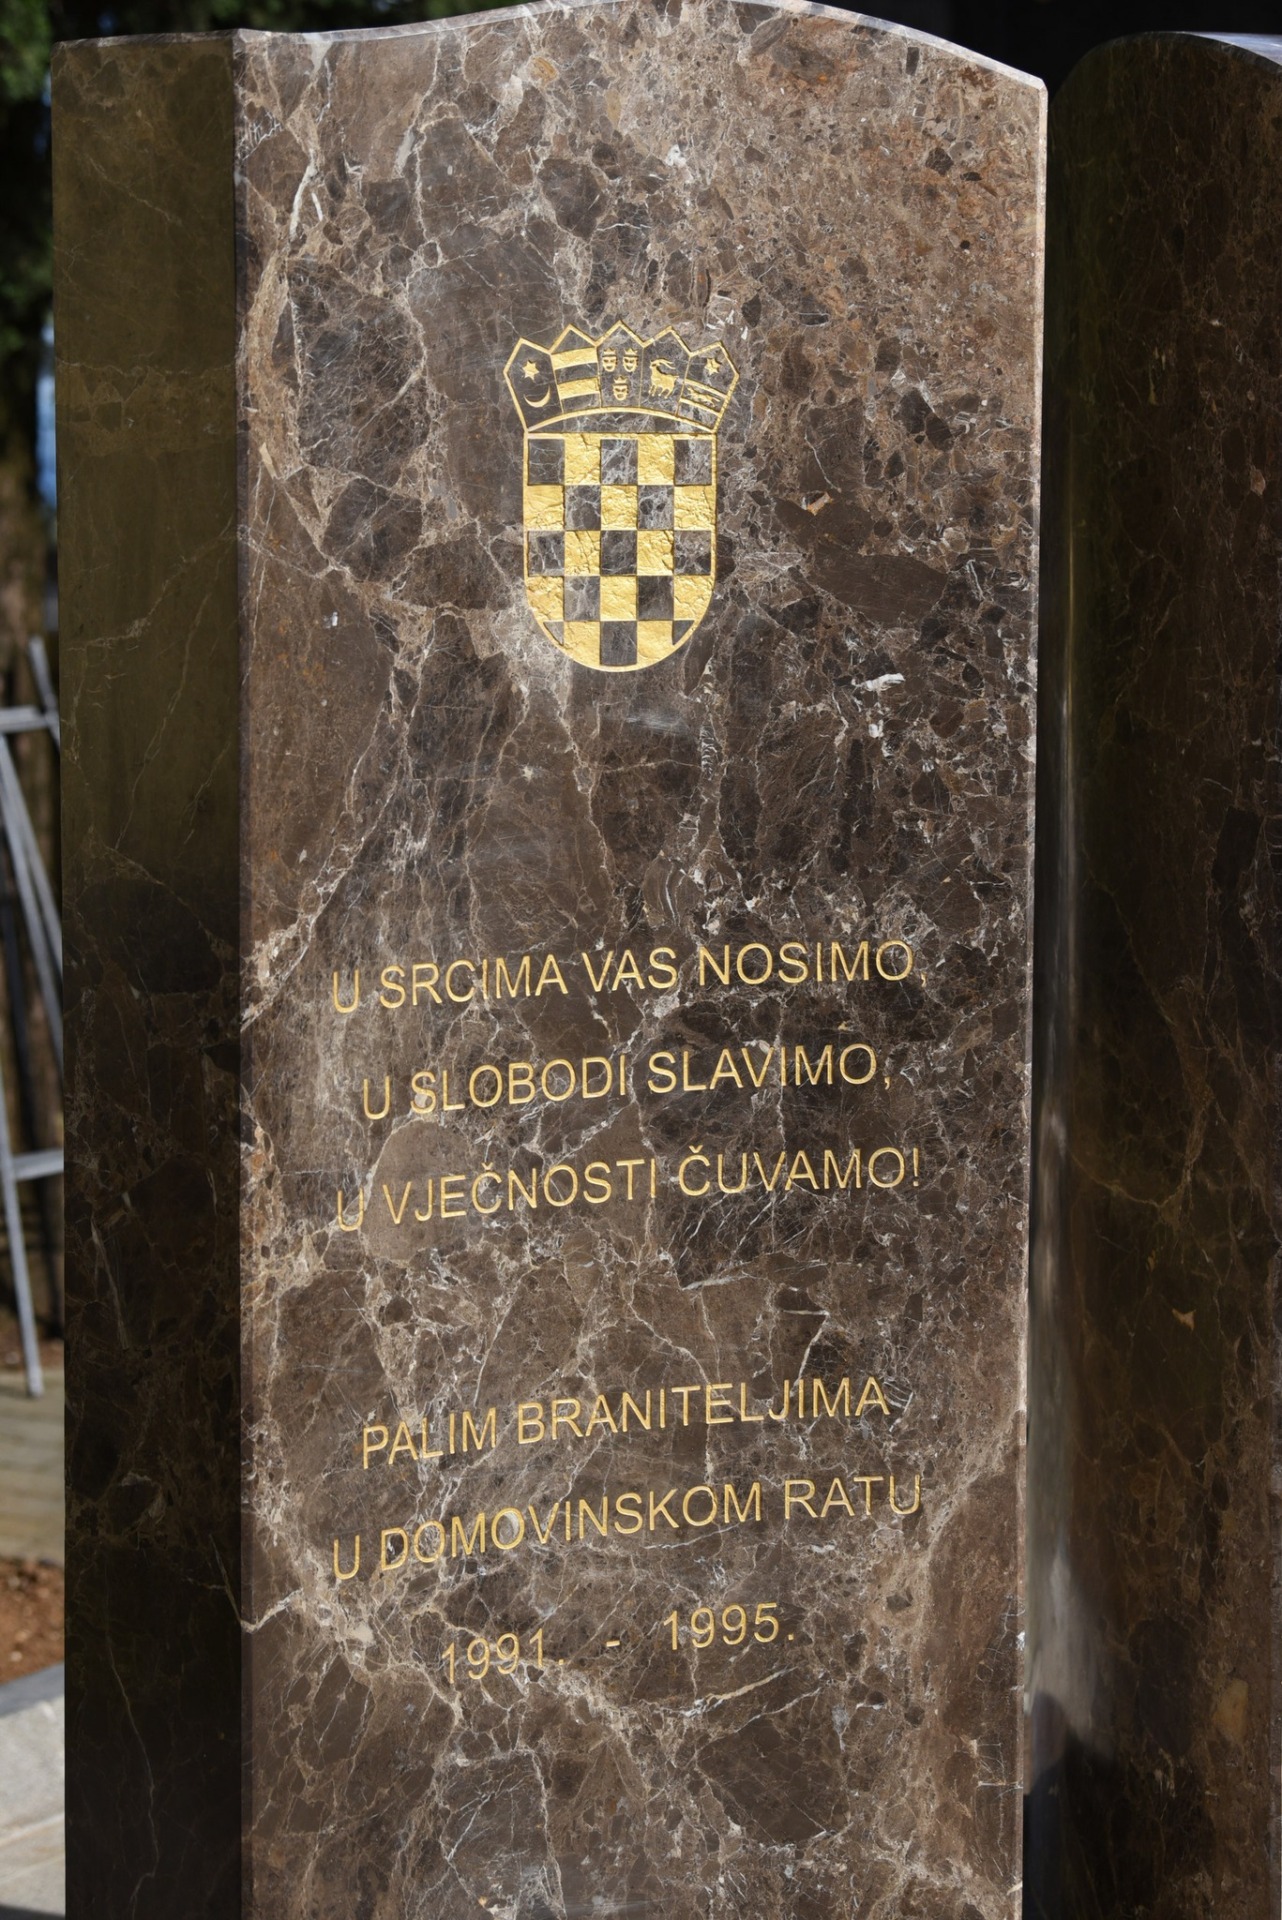 U SRCIMA VAS NOSIMO,
U SLOBODI SLAVIMO,
U VJEČNOSTI ČUVAMO!
PALIM BRANITELJIMA
U DOMOVINSKOM RATU
1991. - 1995.